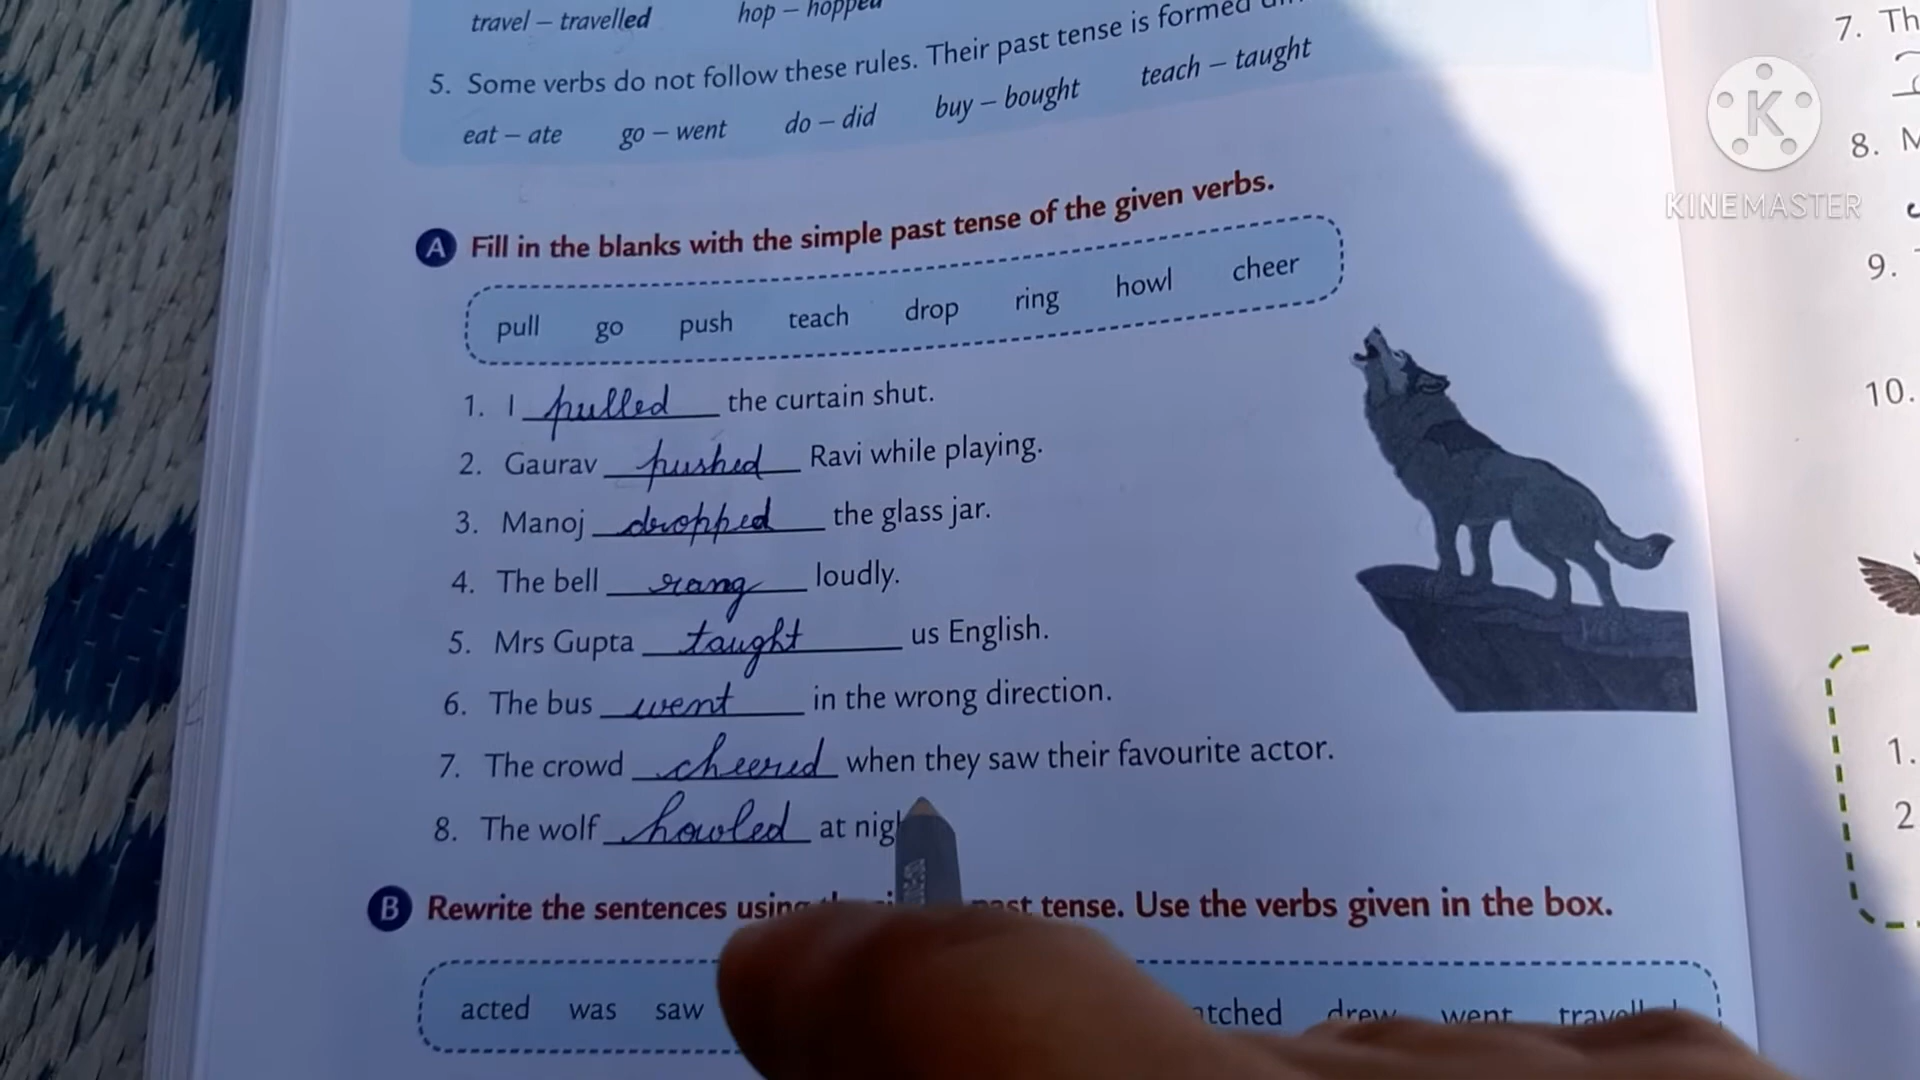 travel – travelled hop – hopped
5. Some verbs do not follow these rules. Their past tense is formed
eat – ate go – went do – did buy – bought teach – taught
A Fill in the blanks with the simple past tense of the given verbs.
pull go push teach drop ring howl cheer
1. I pulled the curtain shut.
2. Gaurav pushed Ravi while playing.
3. Manoj dropped the glass jar.
4. The bell rang loudly.
5. Mrs Gupta taught us English.
6. The bus went in the wrong direction.
7. The crowd cheered when they saw their favourite actor.
8. The wolf howled at nigh
B Rewrite the sentences using past tense. Use the verbs given in the box.
acted was saw tched drew went travelled
7. Th
8. M
9.
10.
1.
2
K
KINEMASTER